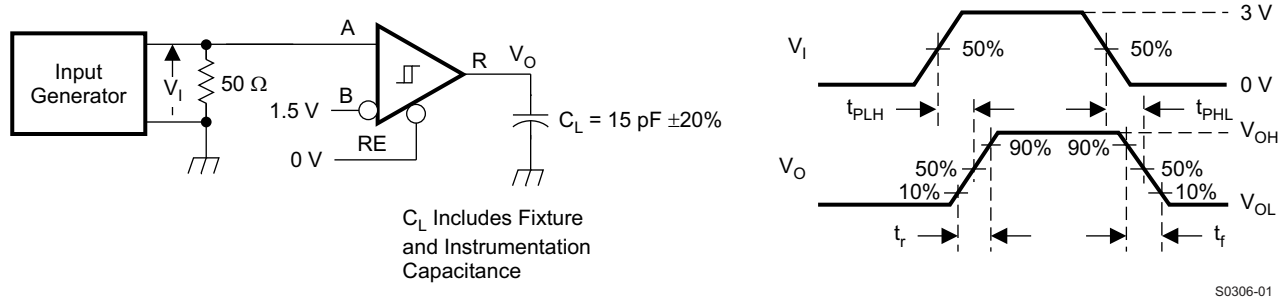 Input
Generator
V_I
50 Ω
A
1.5 V
B
0 V
RE
R
V_O
C_L = 15 pF ±20%
C_L Includes Fixture
and Instrumentation
Capacitance
V_I
50%
50%
3 V
0 V
t_PLH
t_PHL
V_O
90%
90%
V_OH
50%
50%
10%
10%
V_OL
t_r
t_f
S0306-01